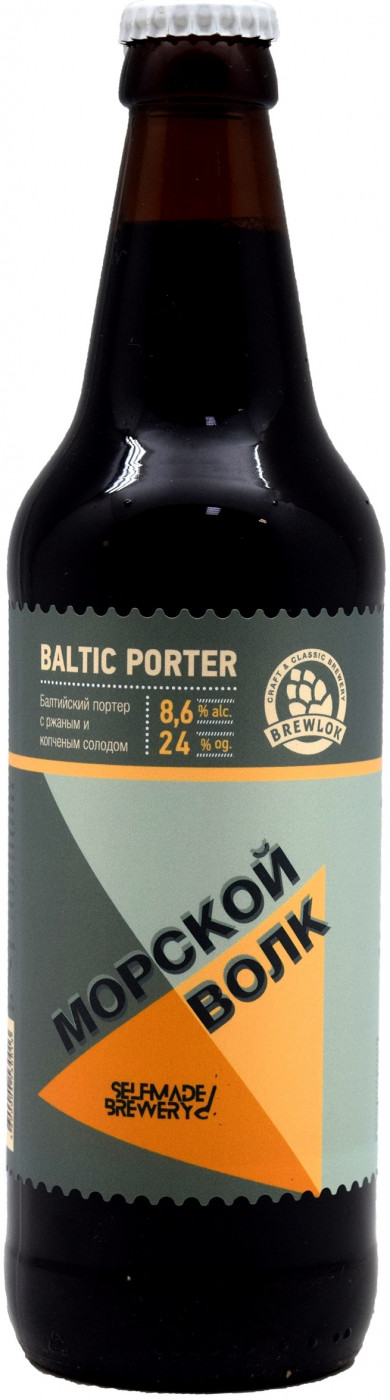 BALTIC PORTER
Балтийский портер
с ржаным и
копченым солодом
8,6 % alc.
24 % og.
CRAFT & CLASSIC BREWERY
BREWLOK
МОРСКОЙ
ВОЛК
SELFMADE
BREWERY